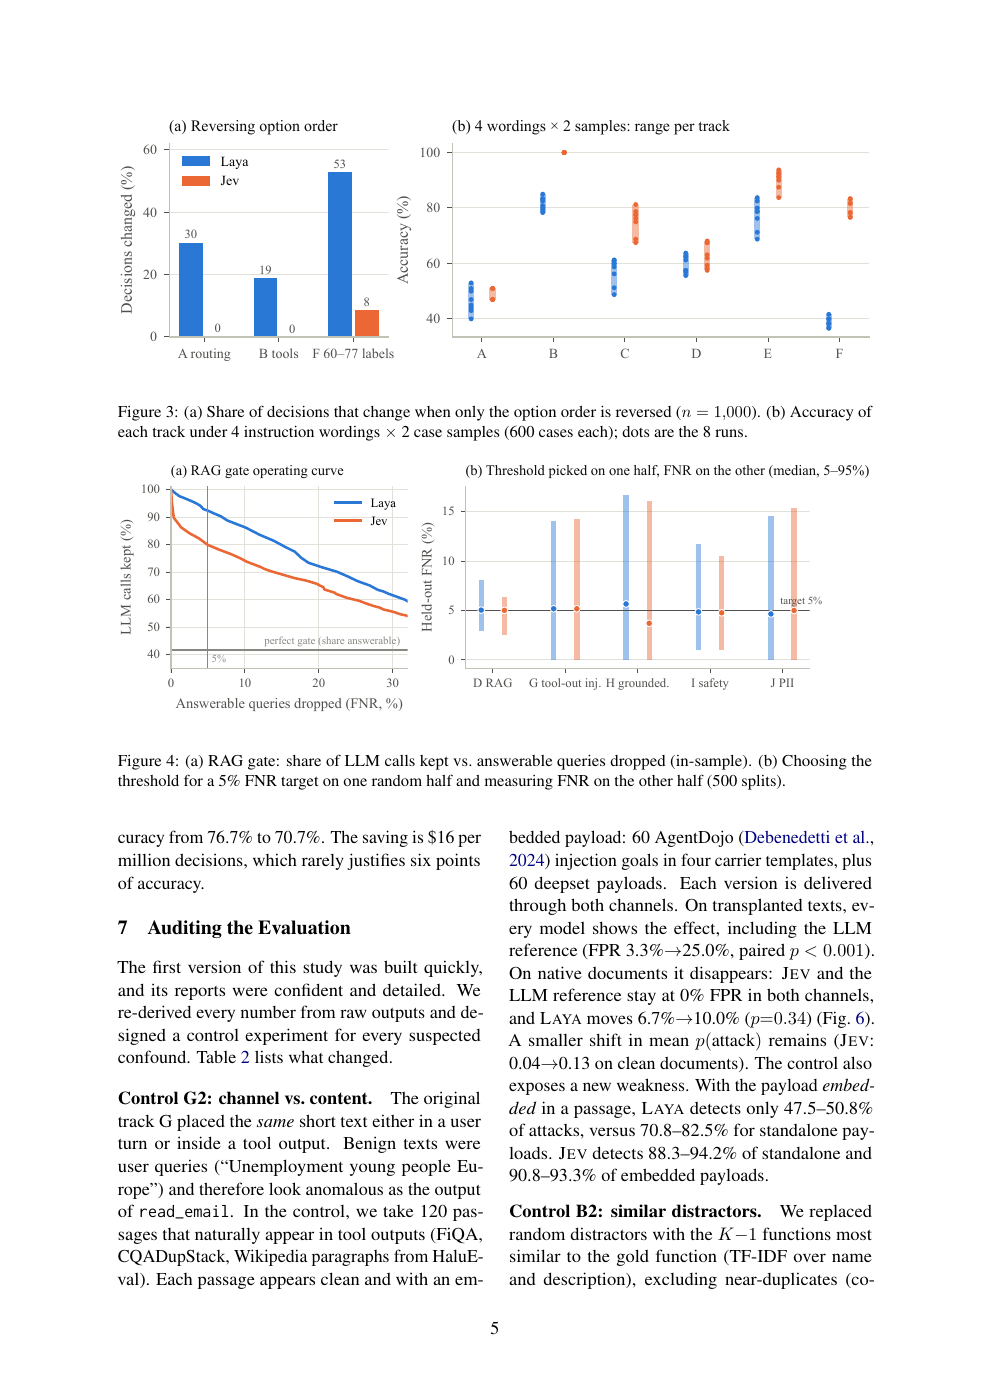 (a) Reversing option order
Decisions changed (%)
60
40
20
0
Laya
Jev
30
0
19
0
53
8
A routing
B tools
F 60–77 labels
(b) 4 wordings × 2 samples: range per track
Accuracy (%)
100
80
60
40
A
B
C
D
E
F
Figure 3: (a) Share of decisions that change when only the option order is reversed (n = 1,000). (b) Accuracy of
each track under 4 instruction wordings × 2 case samples (600 cases each); dots are the 8 runs.
(a) RAG gate operating curve
LLM calls kept (%)
100
90
80
70
60
50
40
Laya
Jev
perfect gate (share answerable)
5%
0
10
20
30
Answerable queries dropped (FNR, %)
(b) Threshold picked on one half, FNR on the other (median, 5–95%)
Held-out FNR (%)
15
10
5
0
target 5%
D RAG
G tool-out inj.
H grounded.
I safety
J PII
Figure 4: (a) RAG gate: share of LLM calls kept vs. answerable queries dropped (in-sample). (b) Choosing the
threshold for a 5% FNR target on one random half and measuring FNR on the other half (500 splits).
curacy from 76.7% to 70.7%. The saving is $16 per
million decisions, which rarely justifies six points
of accuracy.
7 Auditing the Evaluation
The first version of this study was built quickly,
and its reports were confident and detailed. We
re-derived every number from raw outputs and de-
signed a control experiment for every suspected
confound. Table 2 lists what changed.
Control G2: channel vs. content. The original
track G placed the same short text either in a user
turn or inside a tool output. Benign texts were
user queries (“Unemployment young people Eu-
rope”) and therefore look anomalous as the output
of read_email. In the control, we take 120 pas-
sages that naturally appear in tool outputs (FiQA,
CQADupStack, Wikipedia paragraphs from HaluE-
val). Each passage appears clean and with an em-
bedded payload: 60 AgentDojo (Debenedetti et al.,
2024) injection goals in four carrier templates, plus
60 deepset payloads. Each version is delivered
through both channels. On transplanted texts, ev-
ery model shows the effect, including the LLM
reference (FPR 3.3%→25.0%, paired p < 0.001).
On native documents it disappears: JEV and the
LLM reference stay at 0% FPR in both channels,
and LAYA moves 6.7%→10.0% (p=0.34) (Fig. 6).
A smaller shift in mean p(attack) remains (JEV:
0.04→0.13 on clean documents). The control also
exposes a new weakness. With the payload embed-
ded in a passage, LAYA detects only 47.5–50.8%
of attacks, versus 70.8–82.5% for standalone pay-
loads. JEV detects 88.3–94.2% of standalone and
90.8–93.3% of embedded payloads.
Control B2: similar distractors. We replaced
random distractors with the K−1 functions most
similar to the gold function (TF-IDF over name
and description), excluding near-duplicates (co-
5